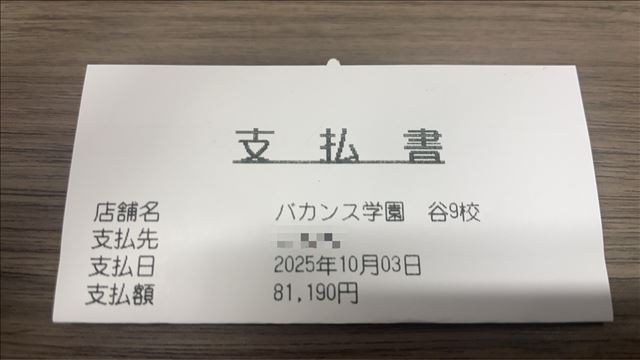 支払書
店舗名 バカンス学園 谷9校
支払先
支払日 2025年10月03日
支払額 81,190円